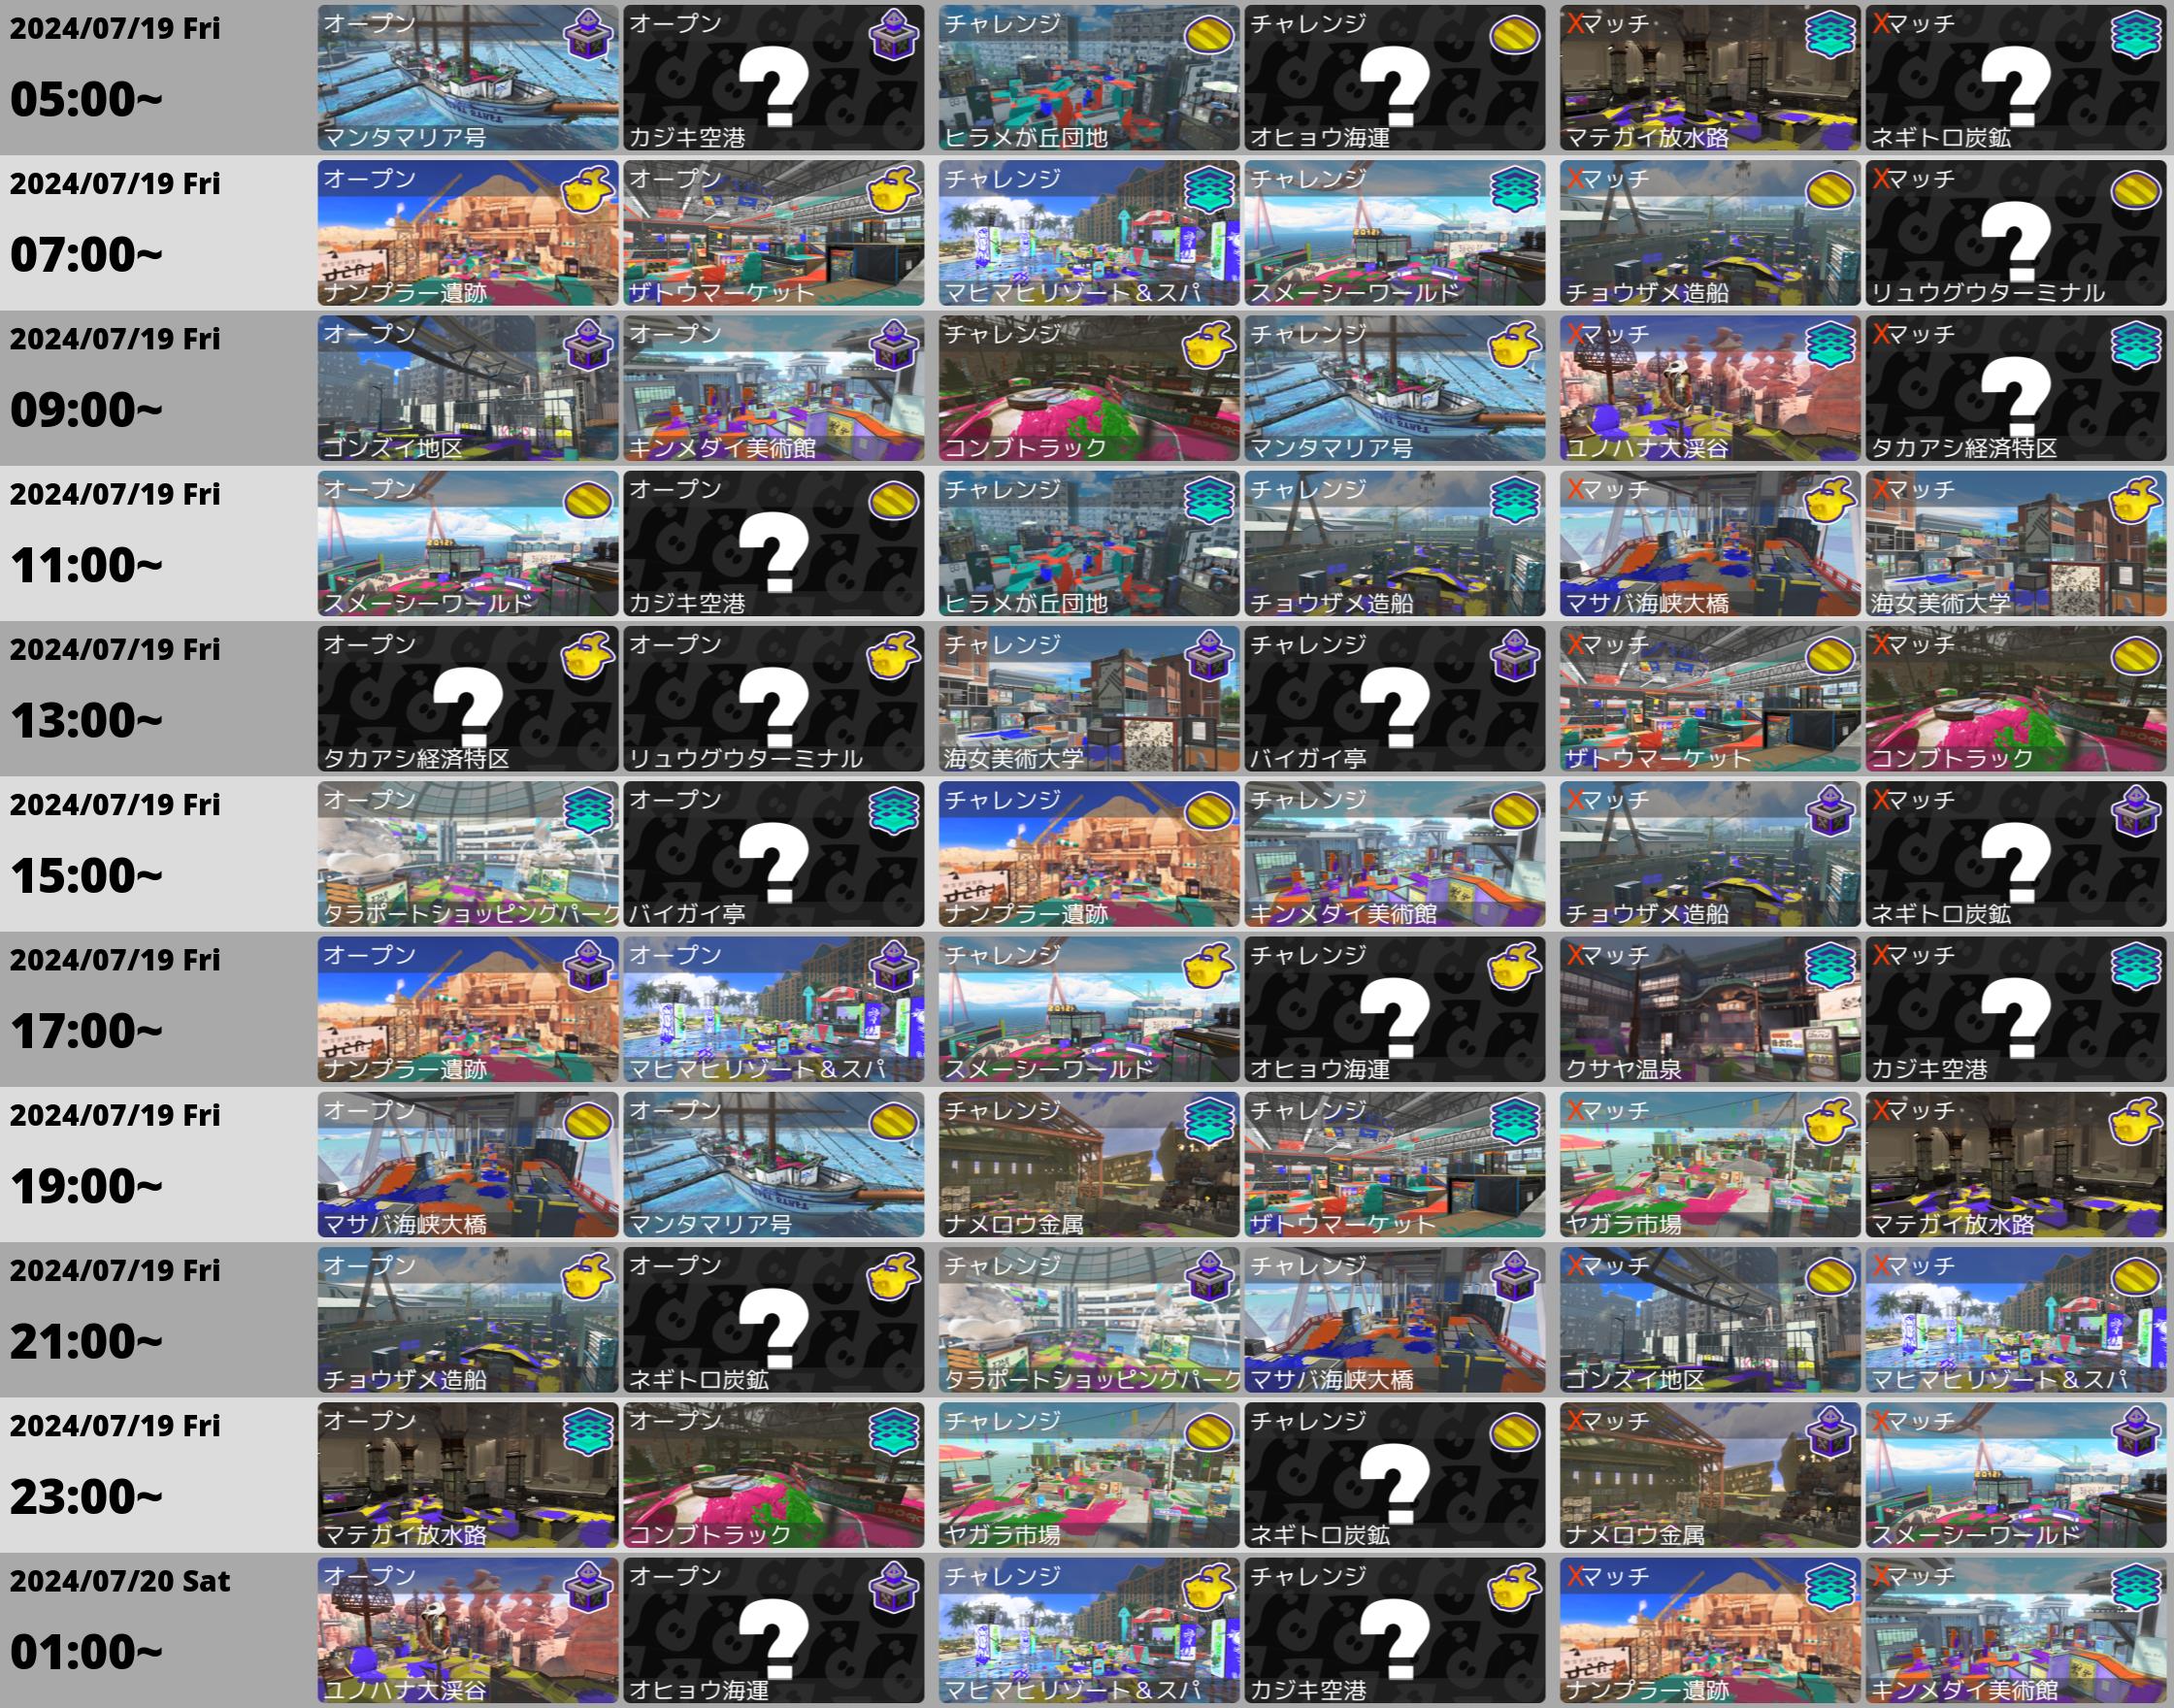 2024/07/19 Fri
05:00~
オープン
マンタマリア号
オープン
カジキ空港
チャレンジ
ヒラメが丘団地
チャレンジ
オヒョウ海運
Xマッチ
マテガイ放水路
Xマッチ
ネギトロ炭鉱
2024/07/19 Fri
07:00~
オープン
ナンプラー遺跡
オープン
ザトウマーケット
チャレンジ
マヒマヒリゾート&スパ
チャレンジ
スメーシーワールド
Xマッチ
チョウザメ造船
Xマッチ
リュウグウターミナル
2024/07/19 Fri
09:00~
オープン
ゴンズイ地区
オープン
キンメダイ美術館
チャレンジ
コンブトラック
チャレンジ
マンタマリア号
Xマッチ
ユノハナ大渓谷
Xマッチ
タカアシ経済特区
2024/07/19 Fri
11:00~
オープン
スメーシーワールド
オープン
カジキ空港
チャレンジ
ヒラメが丘団地
チャレンジ
チョウザメ造船
Xマッチ
マサバ海峡大橋
Xマッチ
海女美術大学
2024/07/19 Fri
13:00~
オープン
タカアシ経済特区
オープン
リュウグウターミナル
チャレンジ
海女美術大学
チャレンジ
バイガイ亭
Xマッチ
ザトウマーケット
Xマッチ
コンブトラック
2024/07/19 Fri
15:00~
オープン
タラポートショッピングパーク
オープン
バイガイ亭
チャレンジ
ナンプラー遺跡
チャレンジ
キンメダイ美術館
Xマッチ
チョウザメ造船
Xマッチ
ネギトロ炭鉱
2024/07/19 Fri
17:00~
オープン
ナンプラー遺跡
オープン
マヒマヒリゾート&スパ
チャレンジ
スメーシーワールド
チャレンジ
オヒョウ海運
Xマッチ
クサヤ温泉
Xマッチ
カジキ空港
2024/07/19 Fri
19:00~
オープン
マサバ海峡大橋
オープン
マンタマリア号
チャレンジ
ナメロウ金属
チャレンジ
ザトウマーケット
Xマッチ
ヤガラ市場
Xマッチ
マテガイ放水路
2024/07/19 Fri
21:00~
オープン
チョウザメ造船
オープン
ネギトロ炭鉱
チャレンジ
タラポートショッピングパーク
チャレンジ
マサバ海峡大橋
Xマッチ
ゴンズイ地区
Xマッチ
マヒマヒリゾート&スパ
2024/07/19 Fri
23:00~
オープン
マテガイ放水路
オープン
コンブトラック
チャレンジ
ヤガラ市場
チャレンジ
ネギトロ炭鉱
Xマッチ
ナメロウ金属
Xマッチ
スメーシーワールド
2024/07/20 Sat
01:00~
オープン
ユノハナ大渓谷
オープン
オヒョウ海運
チャレンジ
マヒマヒリゾート&スパ
チャレンジ
カジキ空港
Xマッチ
ナンプラー遺跡
Xマッチ
キンメダイ美術館